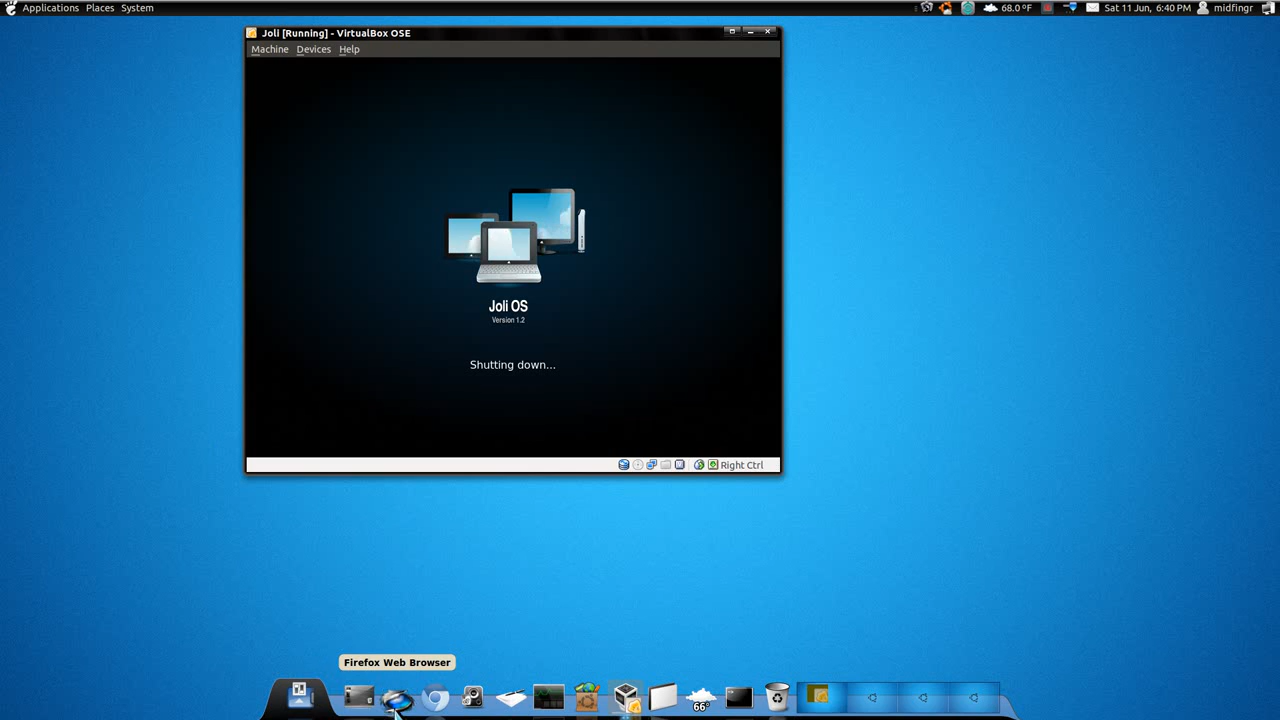 Applications Places System
68.0 °F
Sat 11 Jun, 6:40 PM
midfingr
Joli [Running] - VirtualBox OSE
Machine Devices Help
Joli OS
Version 1.2
Shutting down...
Right Ctrl
Firefox Web Browser
66°